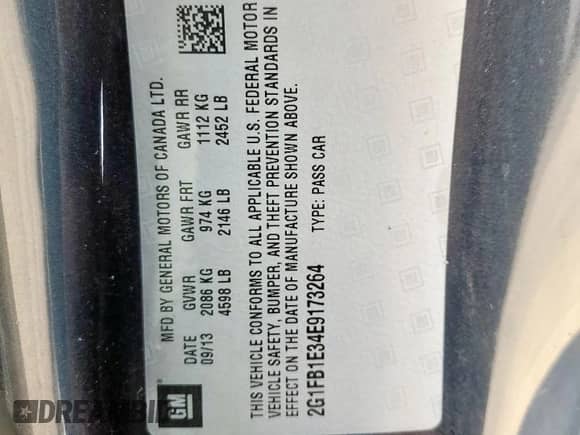 MFD BY GENERAL MOTORS OF CANADA LTD.
DATE GVWR GAWR FRT GAWR RR
09/13 2086 KG 974 KG 1112 KG
4598 LB 2146 LB 2452 LB
THIS VEHICLE CONFORMS TO ALL APPLICABLE U.S. FEDERAL MOTOR
VEHICLE SAFETY, BUMPER, AND THEFT PREVENTION STANDARDS IN
EFFECT ON THE DATE OF MANUFACTURE SHOWN ABOVE.
2G1FB1E34E9173264 TYPE: PASS CAR
GM®